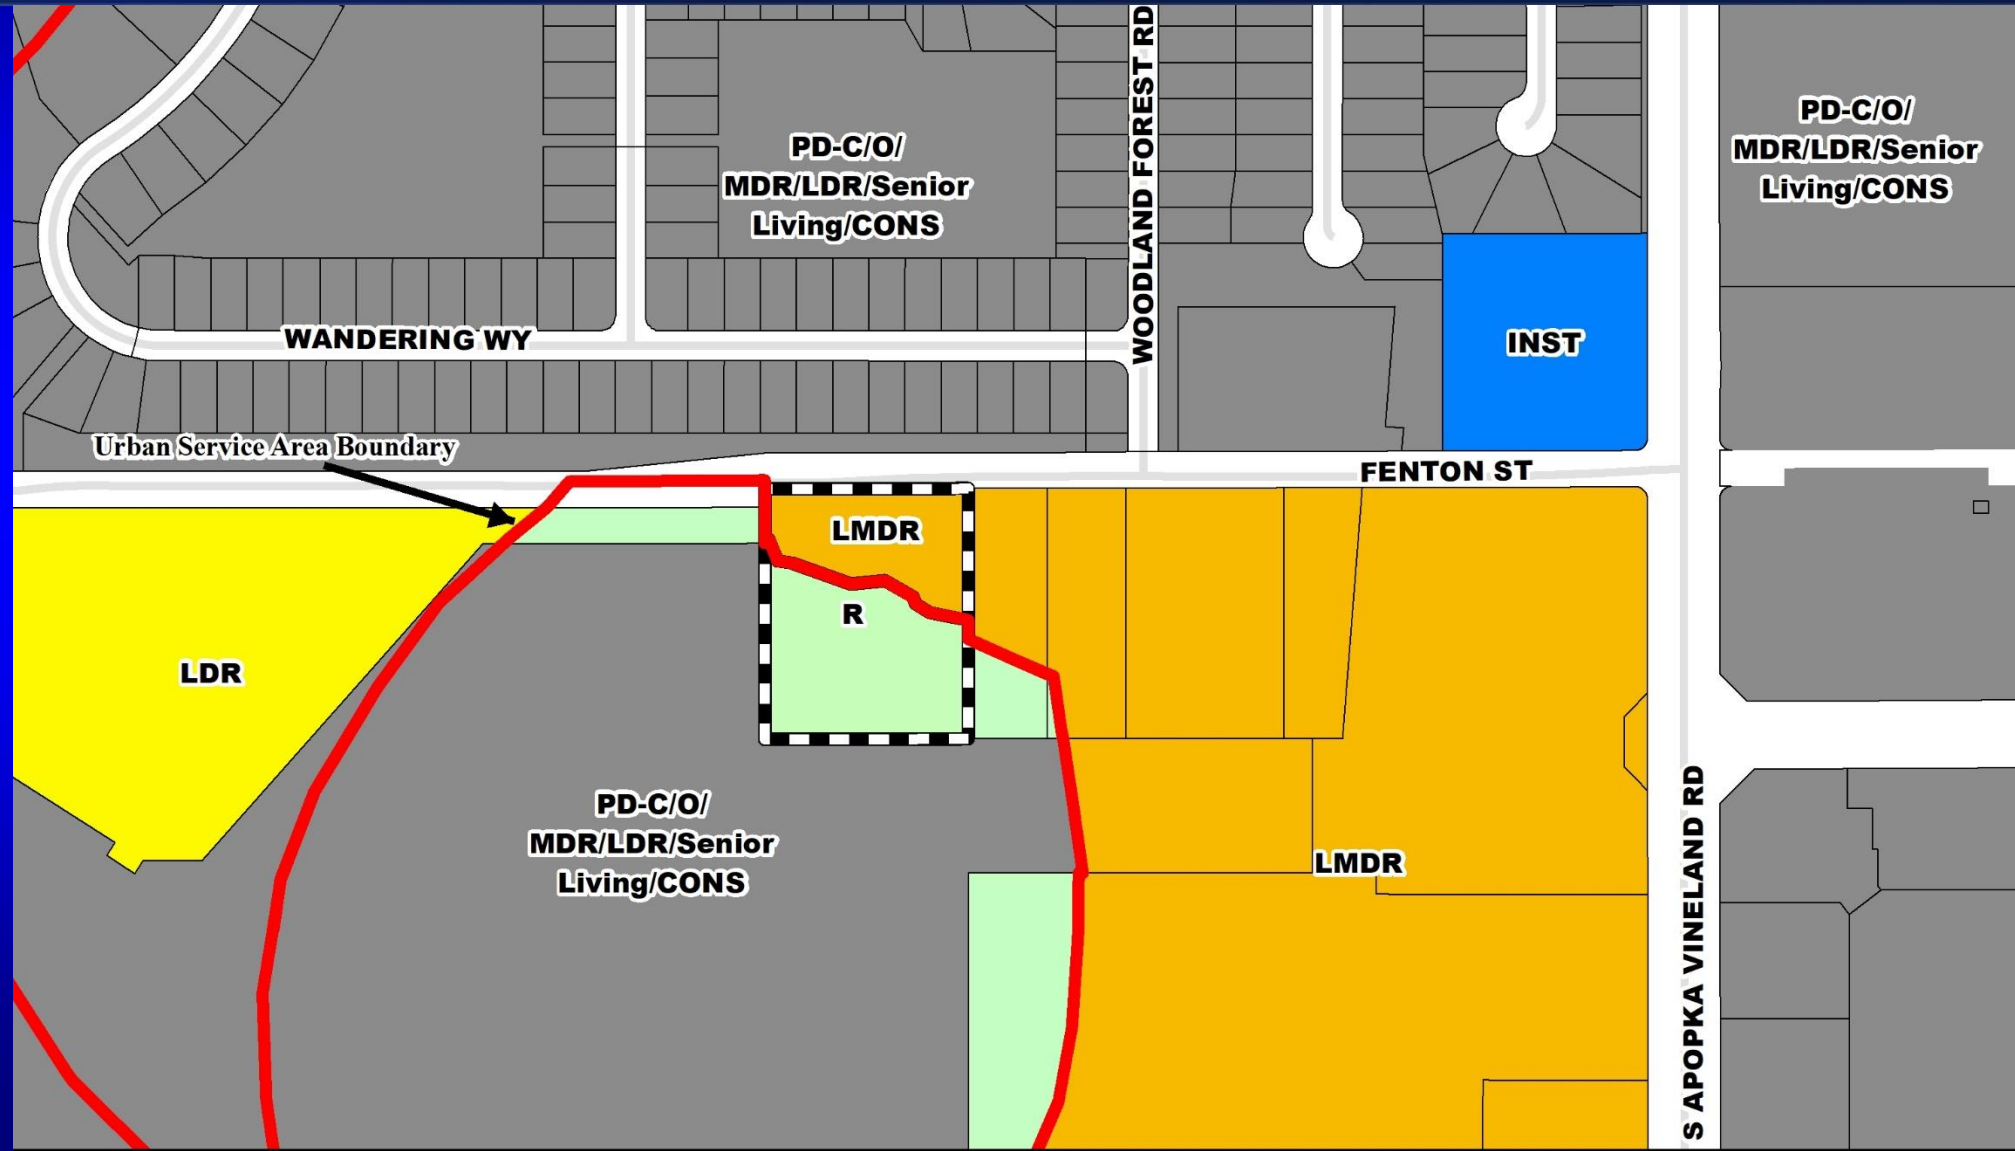 WOODLAND FOREST RD
PD-C/O/
MDR/LDR/Senior
Living/CONS
PD-C/O/
MDR/LDR/Senior
Living/CONS
WANDERING WY
INST
Urban Service Area Boundary
FENTON ST
LMDR
R
LDR
PD-C/O/
MDR/LDR/Senior
Living/CONS
LMDR
S APOPKA VINELAND RD